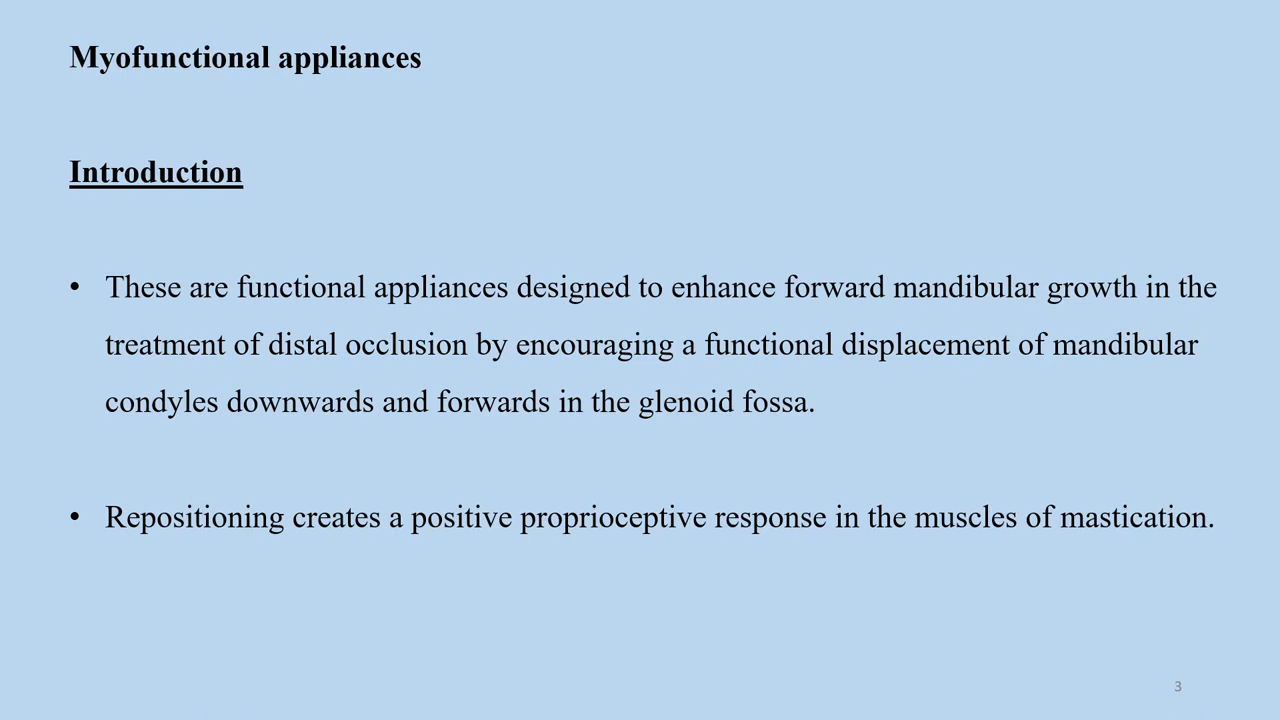 Myofunctional appliances
Introduction
• These are functional appliances designed to enhance forward mandibular growth in the
treatment of distal occlusion by encouraging a functional displacement of mandibular
condyles downwards and forwards in the glenoid fossa.
• Repositioning creates a positive proprioceptive response in the muscles of mastication.
3